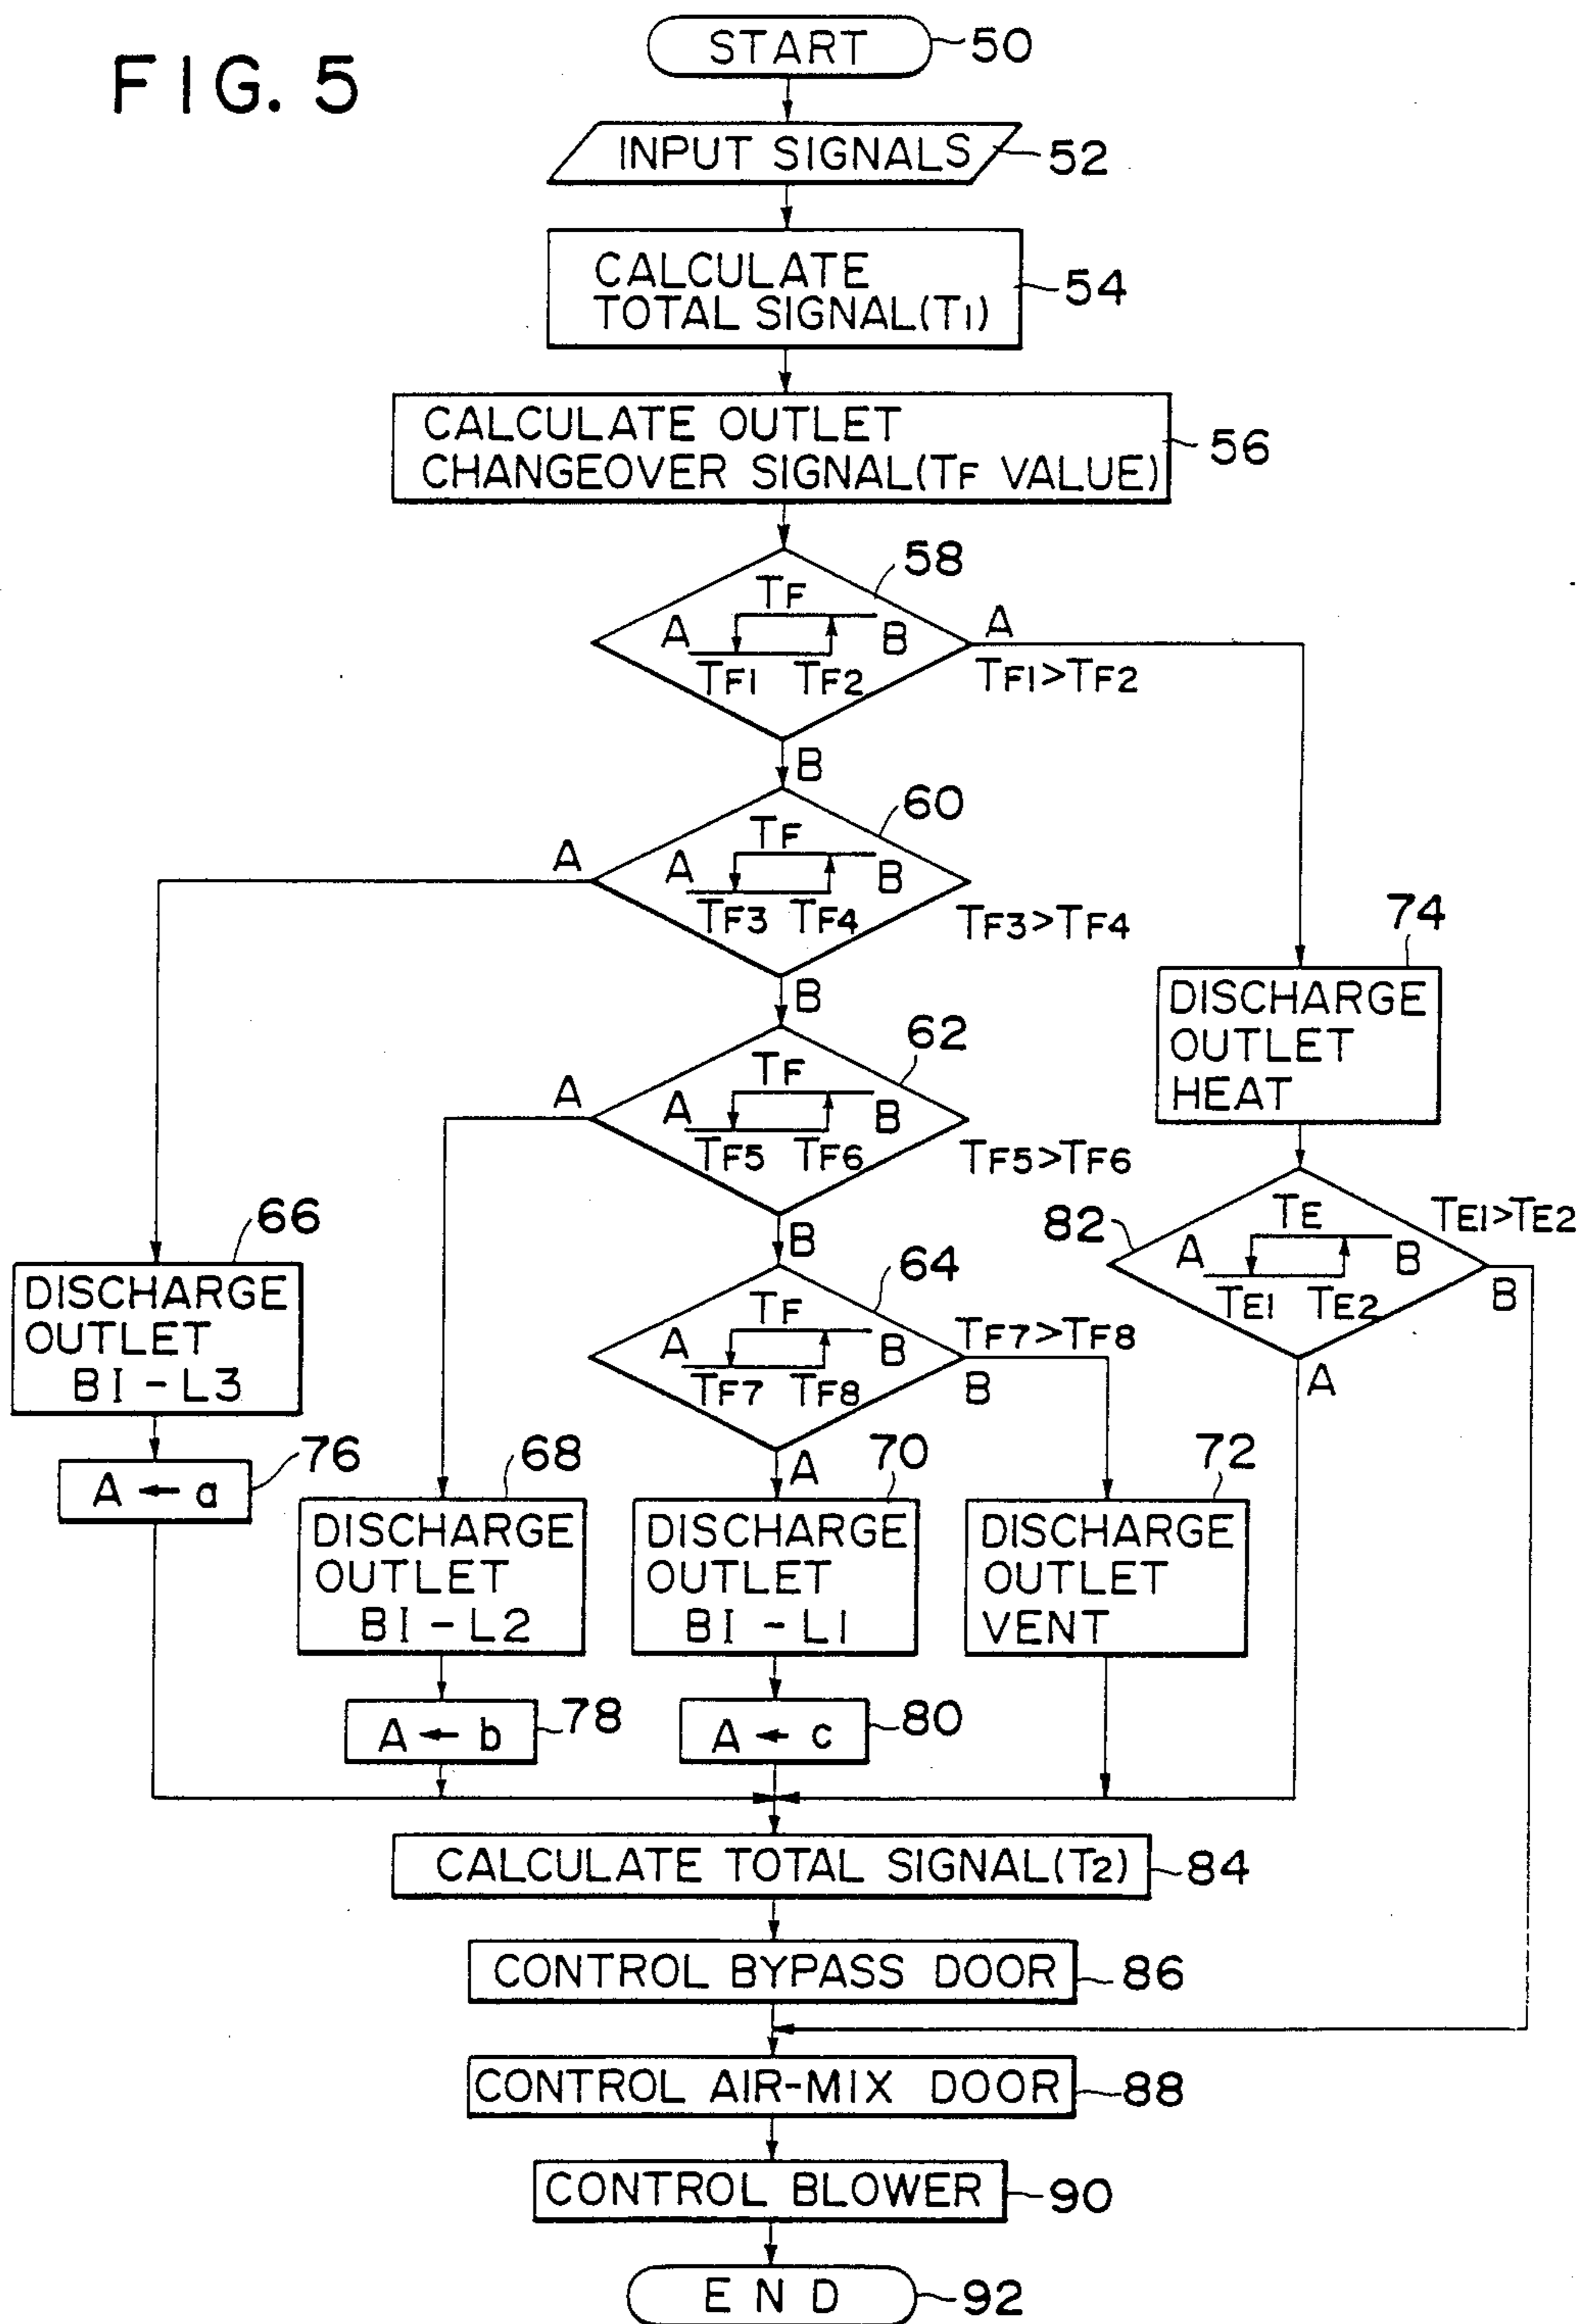 FIG. 5
START
50
INPUT SIGNALS
52
CALCULATE
TOTAL SIGNAL(T1)
54
CALCULATE OUTLET
CHANGEOVER SIGNAL(TF VALUE)
56
58
TF
A
B
TF1 TF2
A
TF1>TF2
B
60
TF
A
B
TF3 TF4
A
TF3>TF4
B
74
DISCHARGE
OUTLET
HEAT
62
TF
A
B
TF5 TF6
A
TF5>TF6
B
82
TE
A
B
TE1 TE2
TE1>TE2
B
A
66
DISCHARGE
OUTLET
BI-L3
64
TF
A
B
TF7 TF8
TF7>TF8
B
A
76
A ← a
68
DISCHARGE
OUTLET
BI-L2
70
DISCHARGE
OUTLET
BI-L1
72
DISCHARGE
OUTLET
VENT
A ← b
78
A ← c
80
CALCULATE TOTAL SIGNAL(T2)
84
CONTROL BYPASS DOOR
86
CONTROL AIR-MIX DOOR
88
CONTROL BLOWER
90
END
92